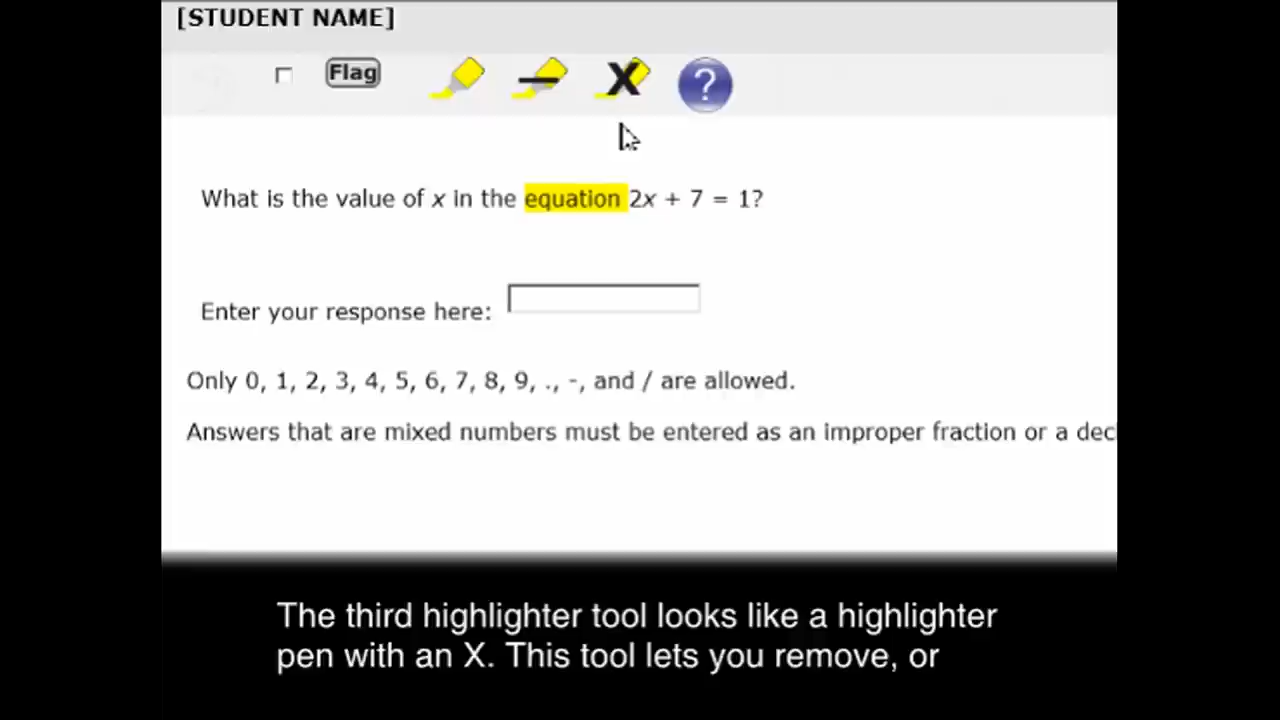 [STUDENT NAME]
Flag
X
?
What is the value of x in the equation 2x + 7 = 1?
Enter your response here:
Only 0, 1, 2, 3, 4, 5, 6, 7, 8, 9, ., -, and / are allowed.
Answers that are mixed numbers must be entered as an improper fraction or a dec
The third highlighter tool looks like a highlighter
pen with an X. This tool lets you remove, or